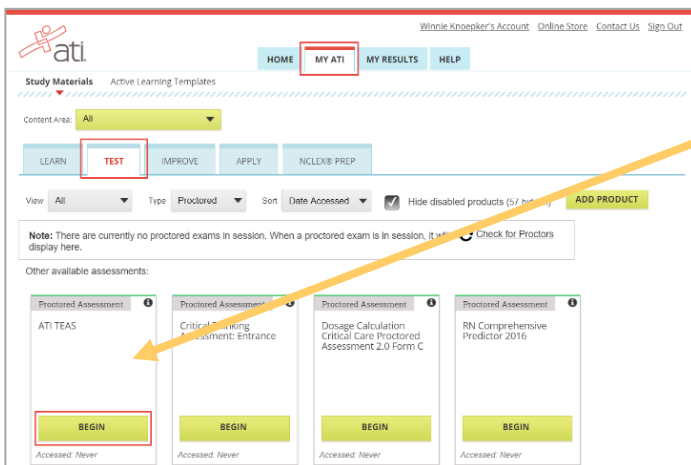 Winnie Knoepker's Account Online Store Contact Us Sign Out
ati
HOME MY ATI MY RESULTS HELP
Study Materials Active Learning Templates
Content Area: All
LEARN TEST IMPROVE APPLY NCLEX® PREP
View All Type Proctored Sort Date Accessed Hide disabled products (57 ADD PRODUCT
Note: There are currently no proctored exams in session. When a proctored exam is in session, it Check for Proctors
display here.
Other available assessments:
Proctored Assessment Proctored Assessment Proctored Assessment Proctored Assessment
ATI TEAS Critical Thinking Dosage Calculation RN Comprehensive
Assessment: Entrance Critical Care Proctored Predictor 2016
Assessment 2.0 Form C
BEGIN BEGIN BEGIN BEGIN
Accessed: Never Accessed: Never Accessed: Never Accessed: Never